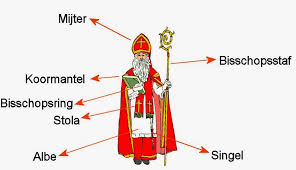 Mijter
Bisschopsstaf
Koormantel
Bisschopsring
Stola
Albe
Singel